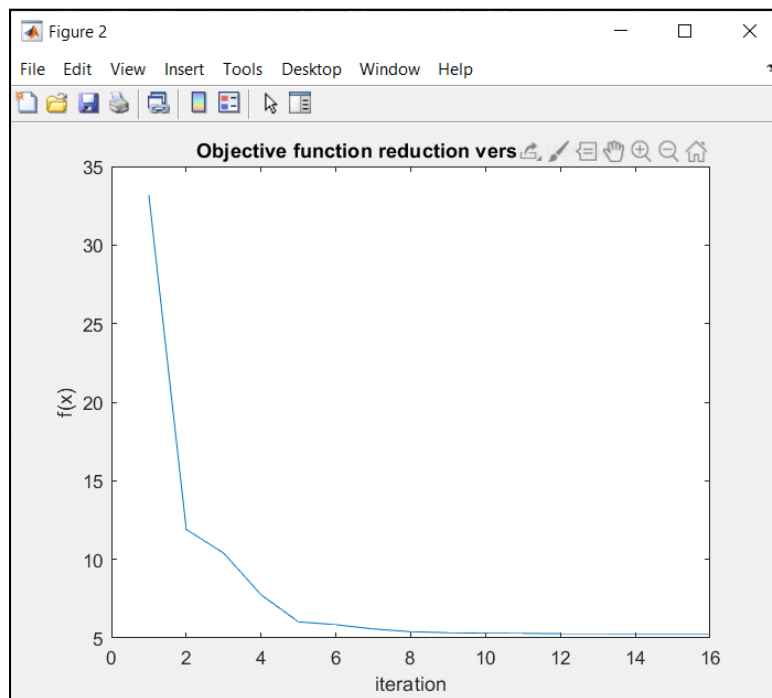 Figure 2
File Edit View Insert Tools Desktop Window Help
Objective function reduction vers
35
30
25
20
15
10
5
f(x)
0 2 4 6 8 10 12 14 16
iteration